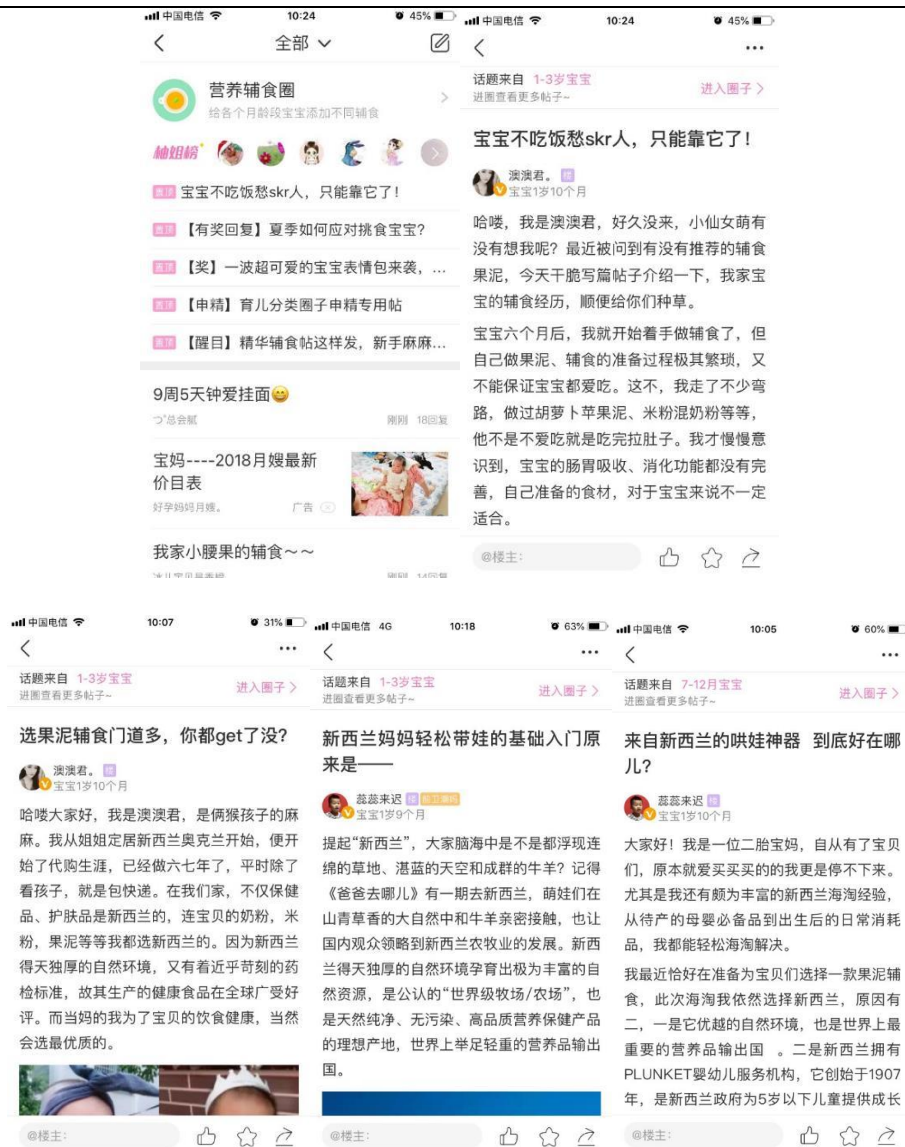 中国电信 10:24 45%
全部
营养辅食圈
给各个月龄段宝宝添加不同辅食
柚姐榜
置顶 宝宝不吃饭愁skr人，只能靠它了！
置顶 【有奖回复】夏季如何应对挑食宝宝？
置顶 【奖】一波超可爱的宝宝表情包来袭，...
置顶 【申精】育儿分类圈子申精专用帖
置顶 【醒目】精华辅食帖这样发，新手麻麻...
9周5天钟爱挂面😄
刚刚 18回复
宝妈----2018月嫂最新
价目表
好孕妈妈月嫂。 广告
我家小腰果的辅食～～
刚刚 14回复
中国电信 10:24 45%
话题来自 1-3岁宝宝
进圈查看更多帖子~
进入圈子 >
宝宝不吃饭愁skr人，只能靠它了！
澳澳君。 楼
宝宝1岁10个月
哈喽，我是澳澳君，好久没来，小仙女萌有
没有想我呢？最近被问到有没有推荐的辅食
果泥，今天干脆写篇帖子介绍一下，我家宝
宝的辅食经历，顺便给你们种草。
宝宝六个月后，我就开始着手做辅食了，但
自己做果泥、辅食的准备过程极其繁琐，又
不能保证宝宝都爱吃。这不，我走了不少弯
路，做过胡萝卜苹果泥、米粉混奶粉等等，
他不是不爱吃就是吃完拉肚子。我才慢慢意
识到，宝宝的肠胃吸收、消化功能都没有完
善，自己准备的食材，对于宝宝来说不一定
适合。
@楼主：
中国电信 10:07 31%
话题来自 1-3岁宝宝
进圈查看更多帖子~
进入圈子 >
选果泥辅食门道多，你都get了没？
澳澳君。 楼
宝宝1岁10个月
哈喽大家好，我是澳澳君，是俩猴孩子的麻
麻。我从姐姐定居新西兰奥克兰开始，便开
始了代购生涯，已经做六七年了，平时除了
看孩子，就是包快递。在我们家，不仅保健
品、护肤品是新西兰的，连宝贝的奶粉，米
粉，果泥等等我都选新西兰的。因为新西兰
得天独厚的自然环境，又有着近乎苛刻的药
检标准，故其生产的健康食品在全球广受好
评。而当妈的我为了宝贝的饮食健康，当然
会选最优质的。
@楼主：
中国电信 4G 10:18 63%
话题来自 1-3岁宝宝
进圈查看更多帖子~
进入圈子 >
新西兰妈妈轻松带娃的基础入门原
来是——
蕊蕊来迟 楼
宝宝1岁9个月
提起“新西兰”，大家脑海中是不是都浮现连
绵的草地、湛蓝的天空和成群的牛羊？记得
《爸爸去哪儿》有一期去新西兰，萌娃们在
山青草香的大自然中和牛羊亲密接触，也让
国内观众领略到新西兰农牧业的发展。新西
兰得天独厚的自然环境孕育出极为丰富的自
然资源，是公认的“世界级牧场/农场”，也
是天然纯净、无污染、高品质营养保健产品
的理想产地，世界上举足轻重的营养品输出
国。
@楼主：
中国电信 10:05 60%
话题来自 7-12月宝宝
进圈查看更多帖子~
进入圈子 >
来自新西兰的哄娃神器 到底好在哪
儿？
蕊蕊来迟 楼
宝宝1岁10个月
大家好！我是一位二胎宝妈，自从有了宝贝
们，原本就爱买买买的的我更是停不下来。
尤其是我还有颇为丰富的新西兰海淘经验，
从待产的母婴必备品到出生后的日常消耗
品，我都能轻松海淘解决。
我最近恰好在准备为宝贝们选择一款果泥辅
食，此次海淘我依然选择新西兰，原因有
二，一是它优越的自然环境，也是世界上最
重要的营养品输出国 。二是新西兰拥有
PLUNKET婴幼儿服务机构，它创始于1907
年，是新西兰政府为5岁以下儿童提供成长
@楼主：